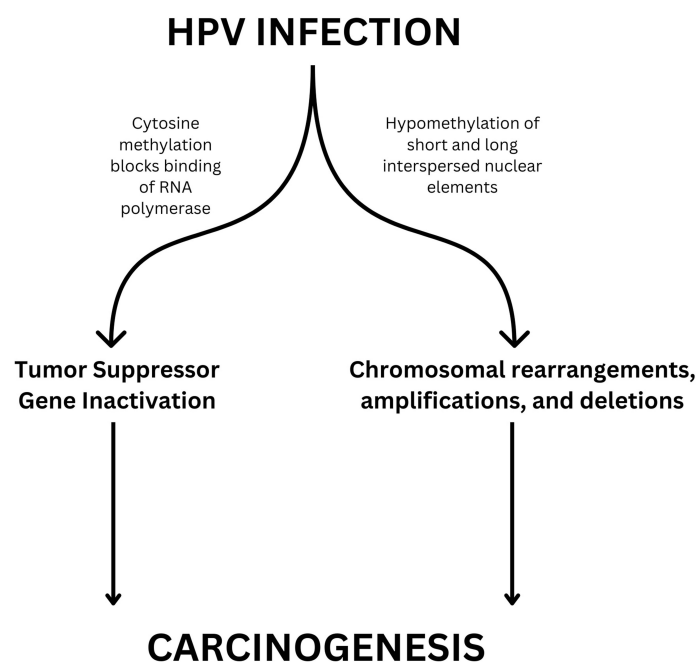 HPV INFECTION
Cytosine
methylation
blocks binding
of RNA
polymerase
Hypomethylation of
short and long
interspersed nuclear
elements
Tumor Suppressor
Gene Inactivation
Chromosomal rearrangements,
amplifications, and deletions
CARCINOGENESIS